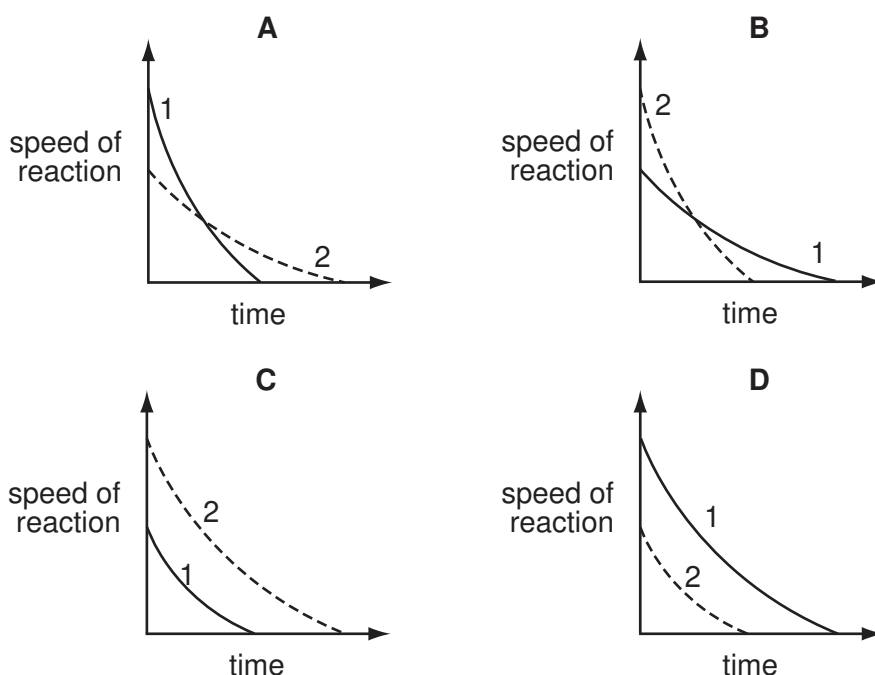 A
1
speed of
reaction
2
time
B
2
speed of
reaction
1
time
C
speed of
reaction
2
1
time
D
speed of
reaction
1
2
time